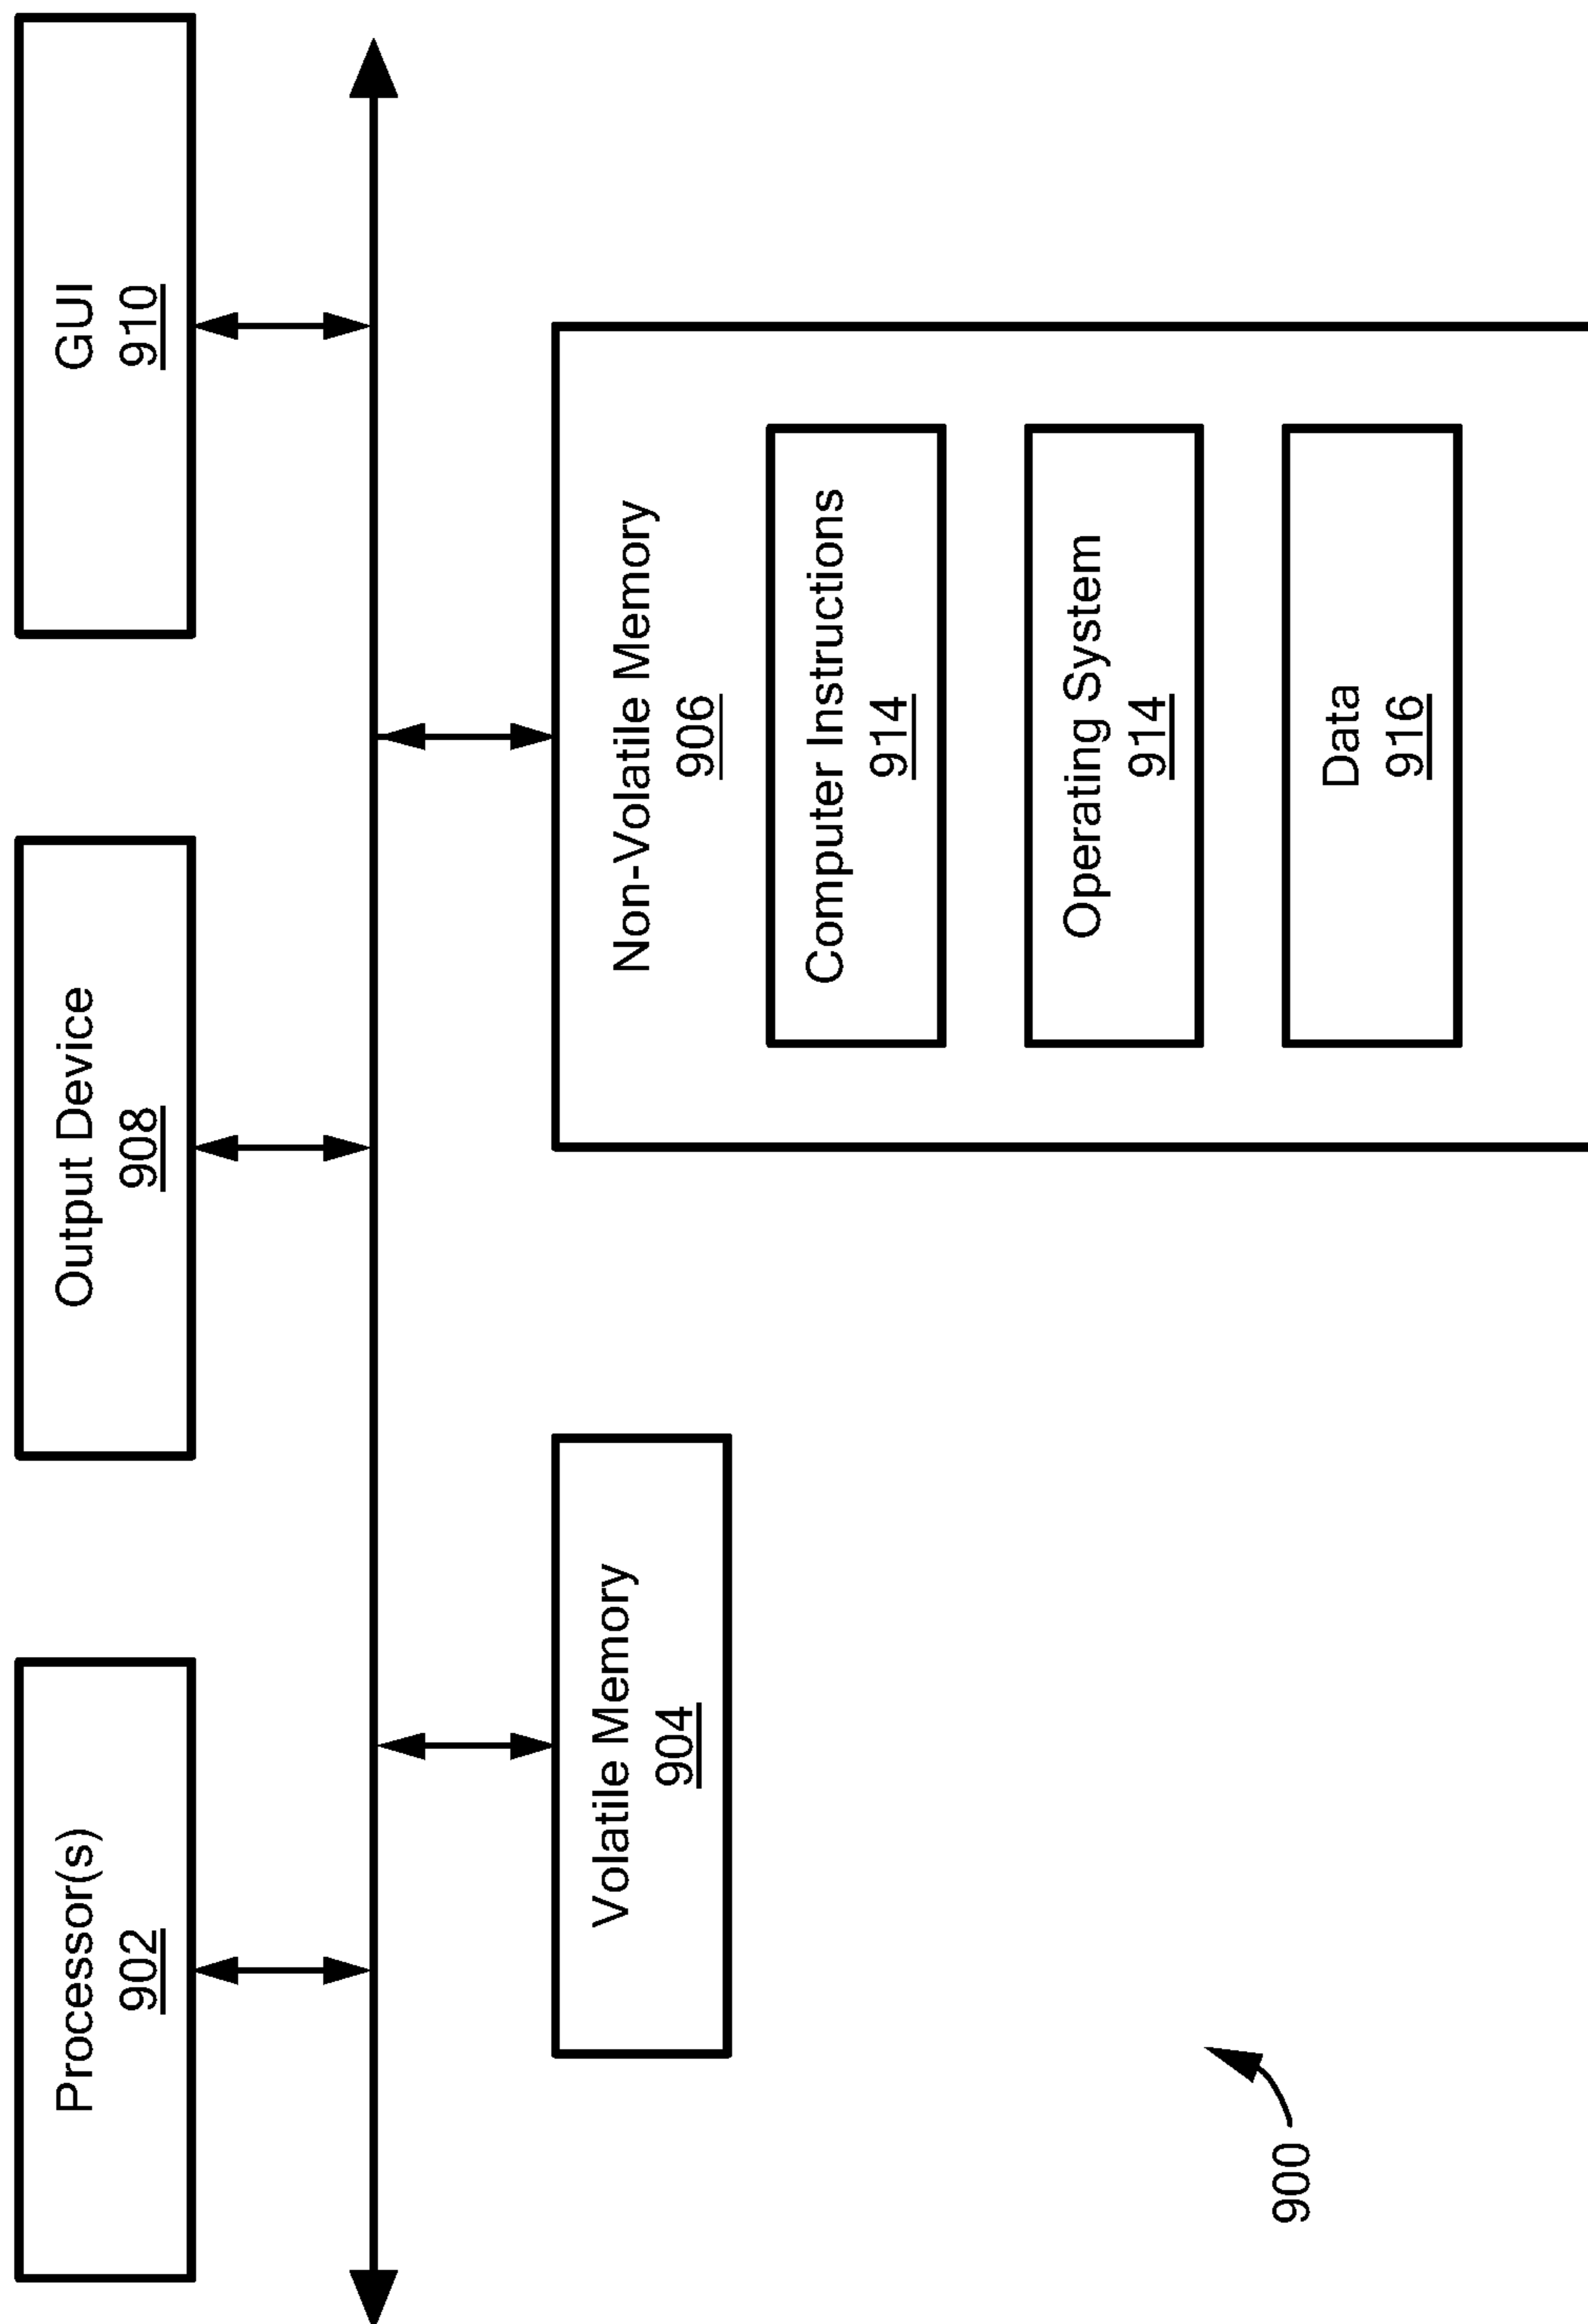 Processor(s)
902
Output Device
908
GUI
910
Volatile Memory
904
Non-Volatile Memory
906
Computer Instructions
914
Operating System
914
Data
916
900